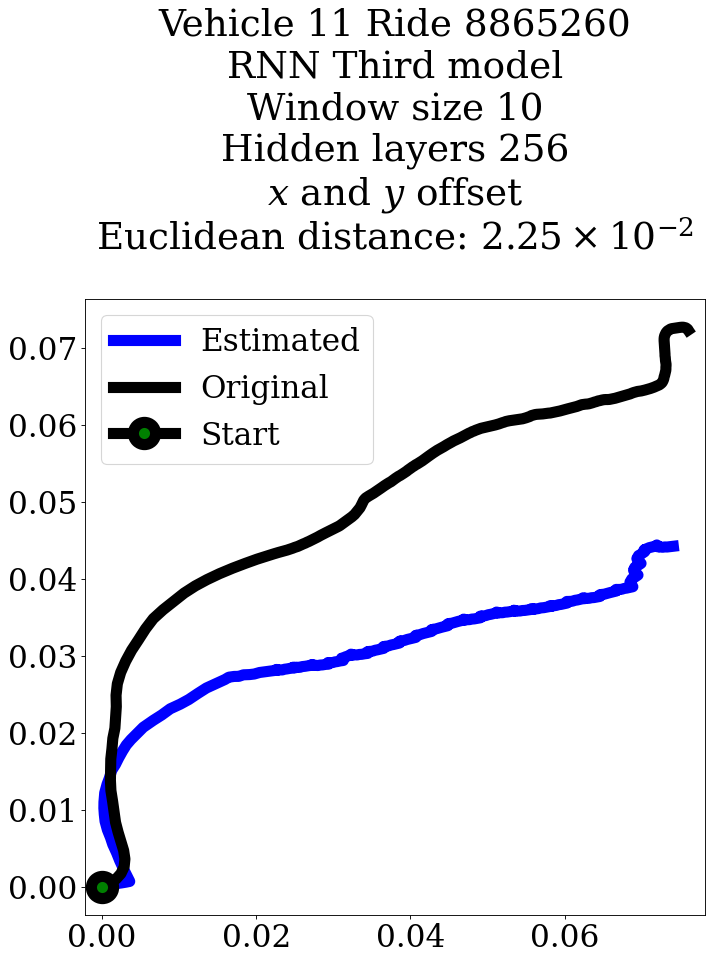 Vehicle 11 Ride 8865260
RNN Third model
Window size 10
Hidden layers 256
x and y offset
Euclidean distance: 2.25 × 10⁻²
Estimated
Original
Start
0.07
0.06
0.05
0.04
0.03
0.02
0.01
0.00
0.00 0.02 0.04 0.06